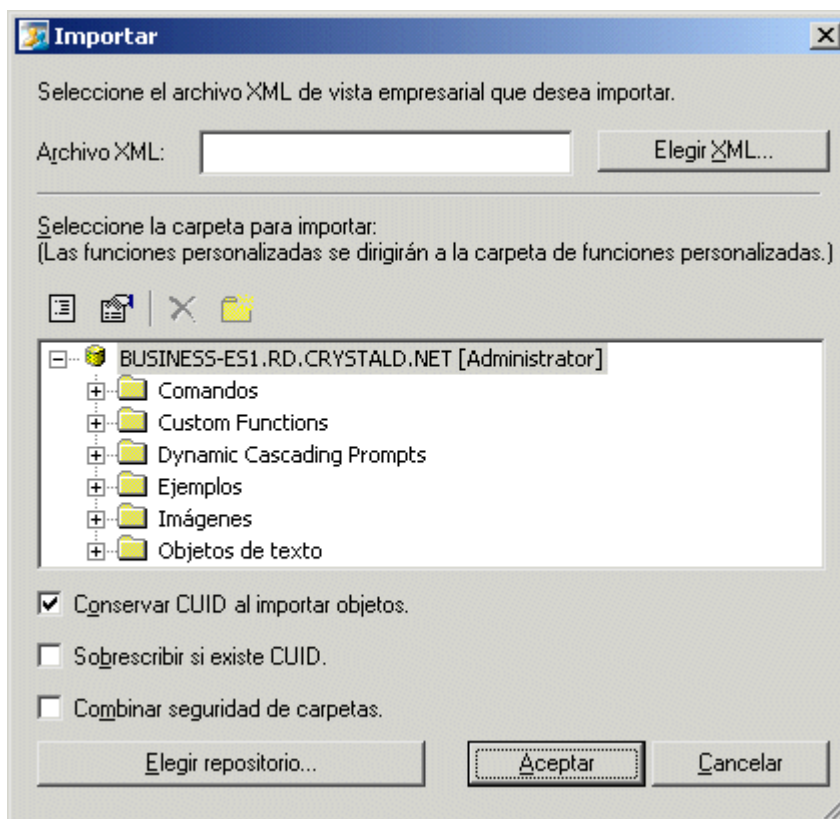 Importar
Seleccione el archivo XML de vista empresarial que desea importar.
Archivo XML:
Elegir XML...
Seleccione la carpeta para importar:
(Las funciones personalizadas se dirigirán a la carpeta de funciones personalizadas.)
BUSINESS-ES1.RD.CRYSTALD.NET [Administrator]
Comandos
Custom Functions
Dynamic Cascading Prompts
Ejemplos
Imágenes
Objetos de texto
Conservar CUID al importar objetos.
Sobrescribir si existe CUID.
Combinar seguridad de carpetas.
Elegir repositorio... Aceptar Cancelar